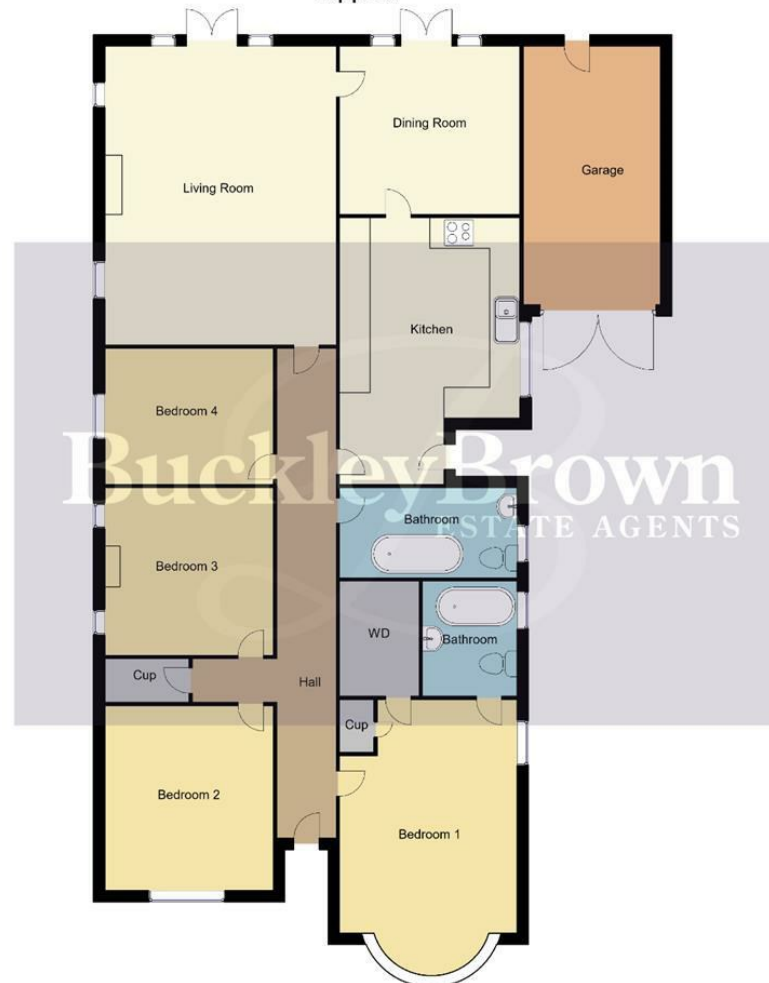 Living Room
Dining Room
Garage
Kitchen
Bedroom 4
BuckleyBrown
ESTATE AGENTS
Bathroom
Bedroom 3
WD
Bathroom
Cup
Hall
Cup
Bedroom 2
Bedroom 1